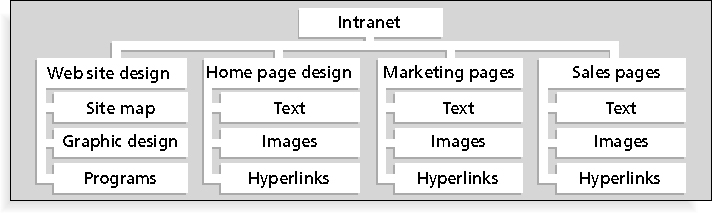 Intranet
Web site design
Home page design
Marketing pages
Sales pages
Site map
Text
Text
Text
Graphic design
Images
Images
Images
Programs
Hyperlinks
Hyperlinks
Hyperlinks